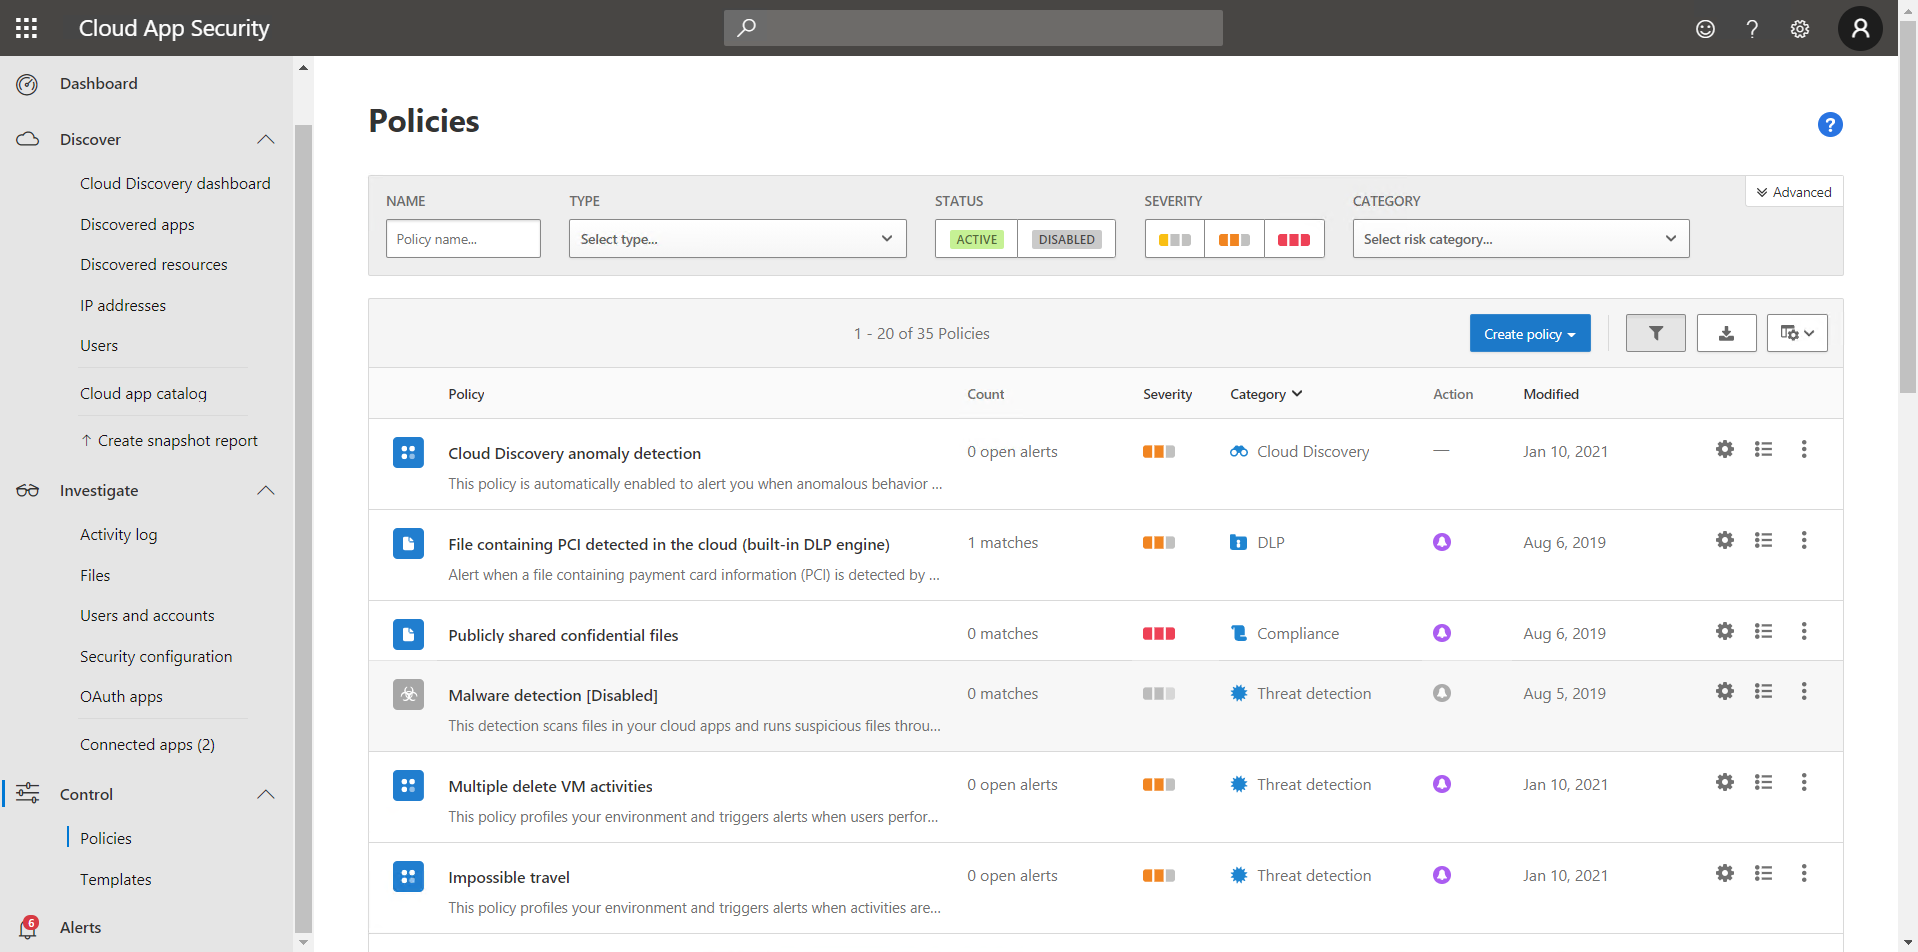 Cloud App Security
Dashboard
Discover
Cloud Discovery dashboard
Discovered apps
Discovered resources
IP addresses
Users
Cloud app catalog
Create snapshot report
Investigate
Activity log
Files
Users and accounts
Security configuration
OAuth apps
Connected apps (2)
Control
Policies
Templates
6
Alerts
Policies
?
Advanced
NAME
TYPE
STATUS
SEVERITY
CATEGORY
Policy name...
Select type...
ACTIVE
DISABLED
Select risk category...
1 - 20 of 35 Policies
Create policy
Policy Count Severity Category Action Modified
Cloud Discovery anomaly detection 0 open alerts Cloud Discovery — Jan 10, 2021
This policy is automatically enabled to alert you when anomalous behavior ...
File containing PCI detected in the cloud (built-in DLP engine) 1 matches DLP Aug 6, 2019
Alert when a file containing payment card information (PCI) is detected by ...
Publicly shared confidential files 0 matches Compliance Aug 6, 2019
Malware detection [Disabled] 0 matches Threat detection Aug 5, 2019
This detection scans files in your cloud apps and runs suspicious files throu...
Multiple delete VM activities 0 open alerts Threat detection Jan 10, 2021
This policy profiles your environment and triggers alerts when users perfor...
Impossible travel 0 open alerts Threat detection Jan 10, 2021
This policy profiles your environment and triggers alerts when activities are...